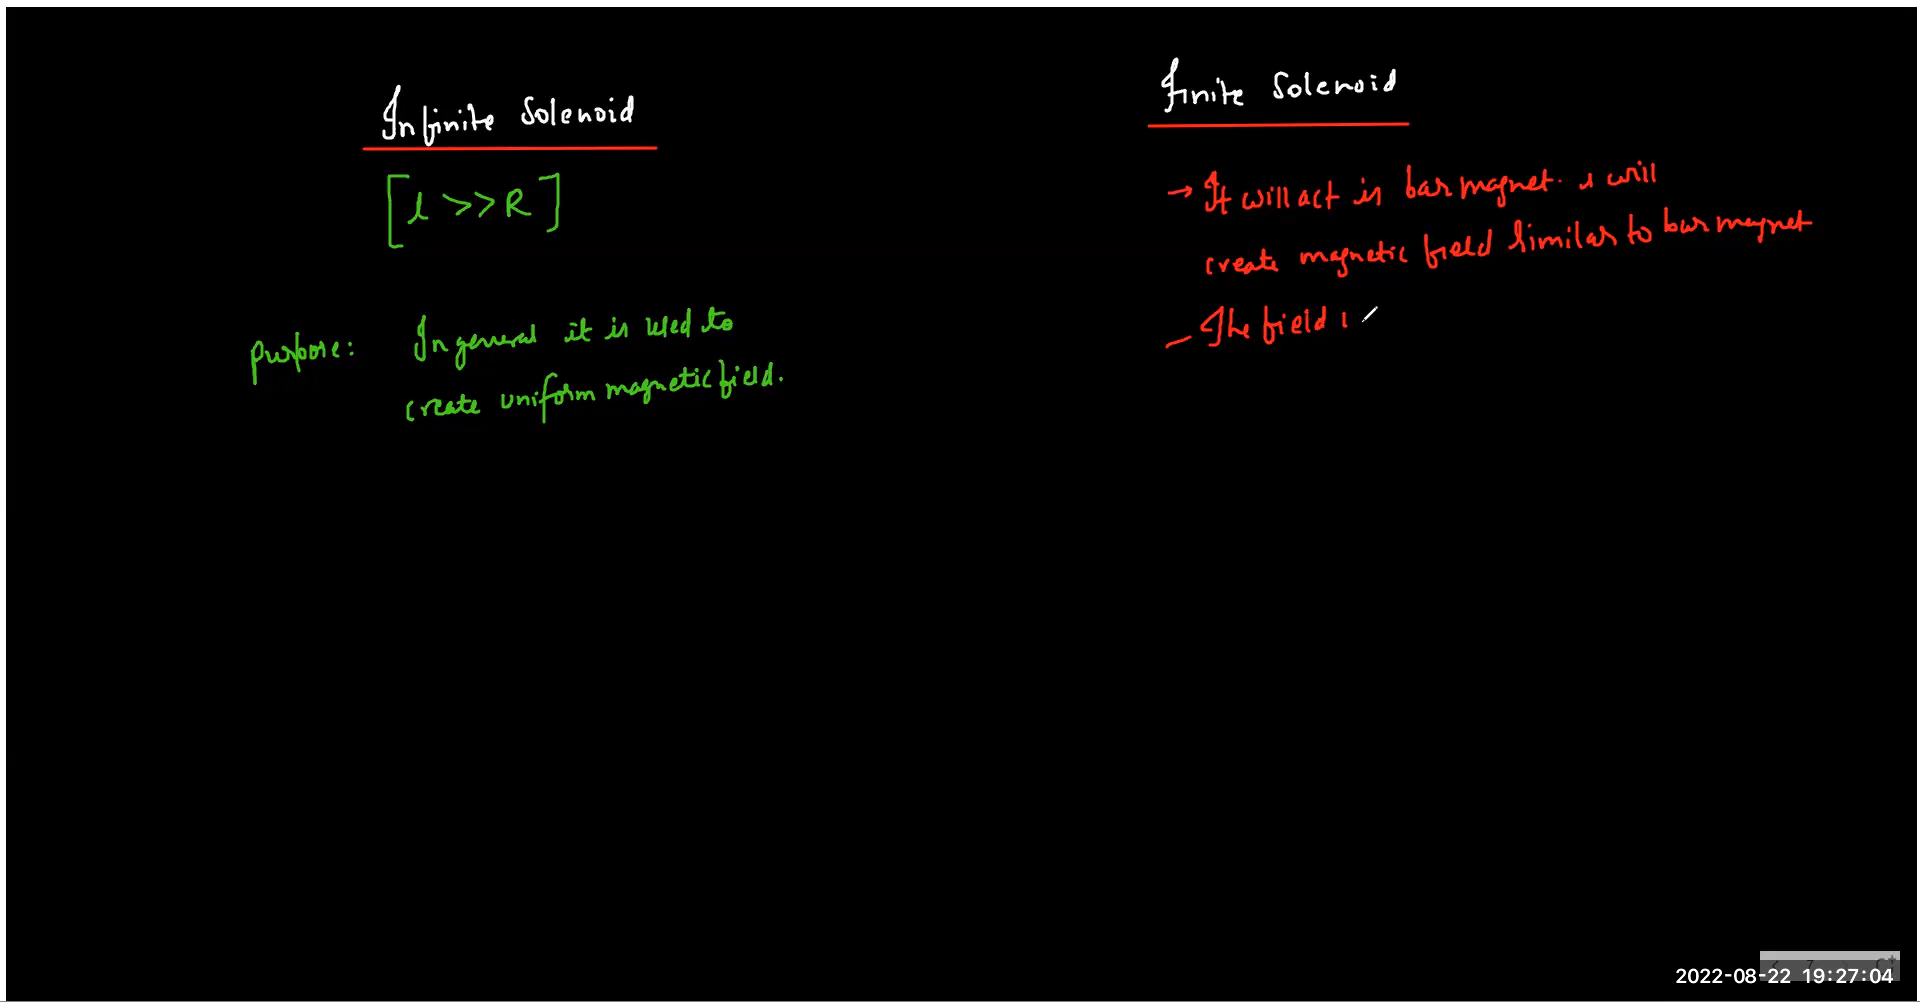 Infinite Solenoid
[l >> R]
Purpose: In general it is used to
create uniform magnetic field.
Finite Solenoid
→ It will act is bar magnet. & will
create magnetic field similar to bar magnet
– The field
2022-08-22 19:27:04